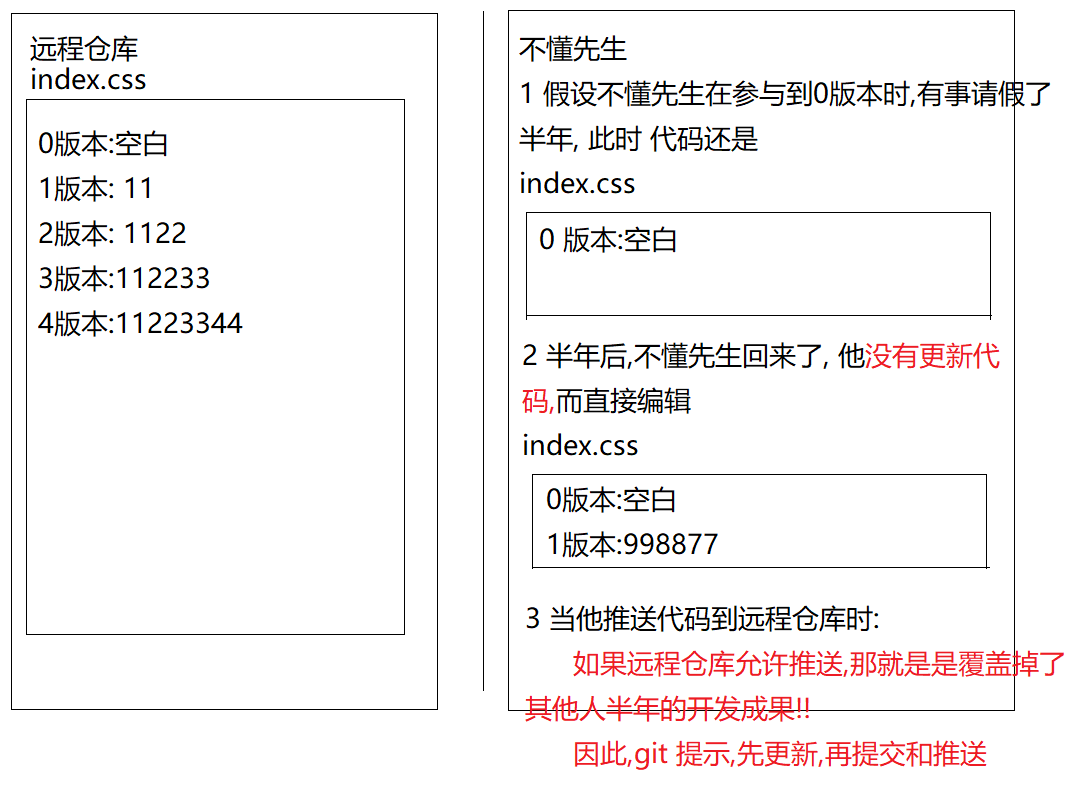 远程仓库
index.css
0版本:空白
1版本: 11
2版本: 1122
3版本:112233
4版本:11223344
不懂先生
1 假设不懂先生在参与到0版本时,有事请假了
半年, 此时 代码还是
index.css
0 版本:空白
2 半年后,不懂先生回来了, 他没有更新代
码,而直接编辑
index.css
0版本:空白
1版本:998877
3 当他推送代码到远程仓库时:
如果远程仓库允许推送,那就是是覆盖掉了
其他人半年的开发成果!!
因此,git 提示,先更新,再提交和推送